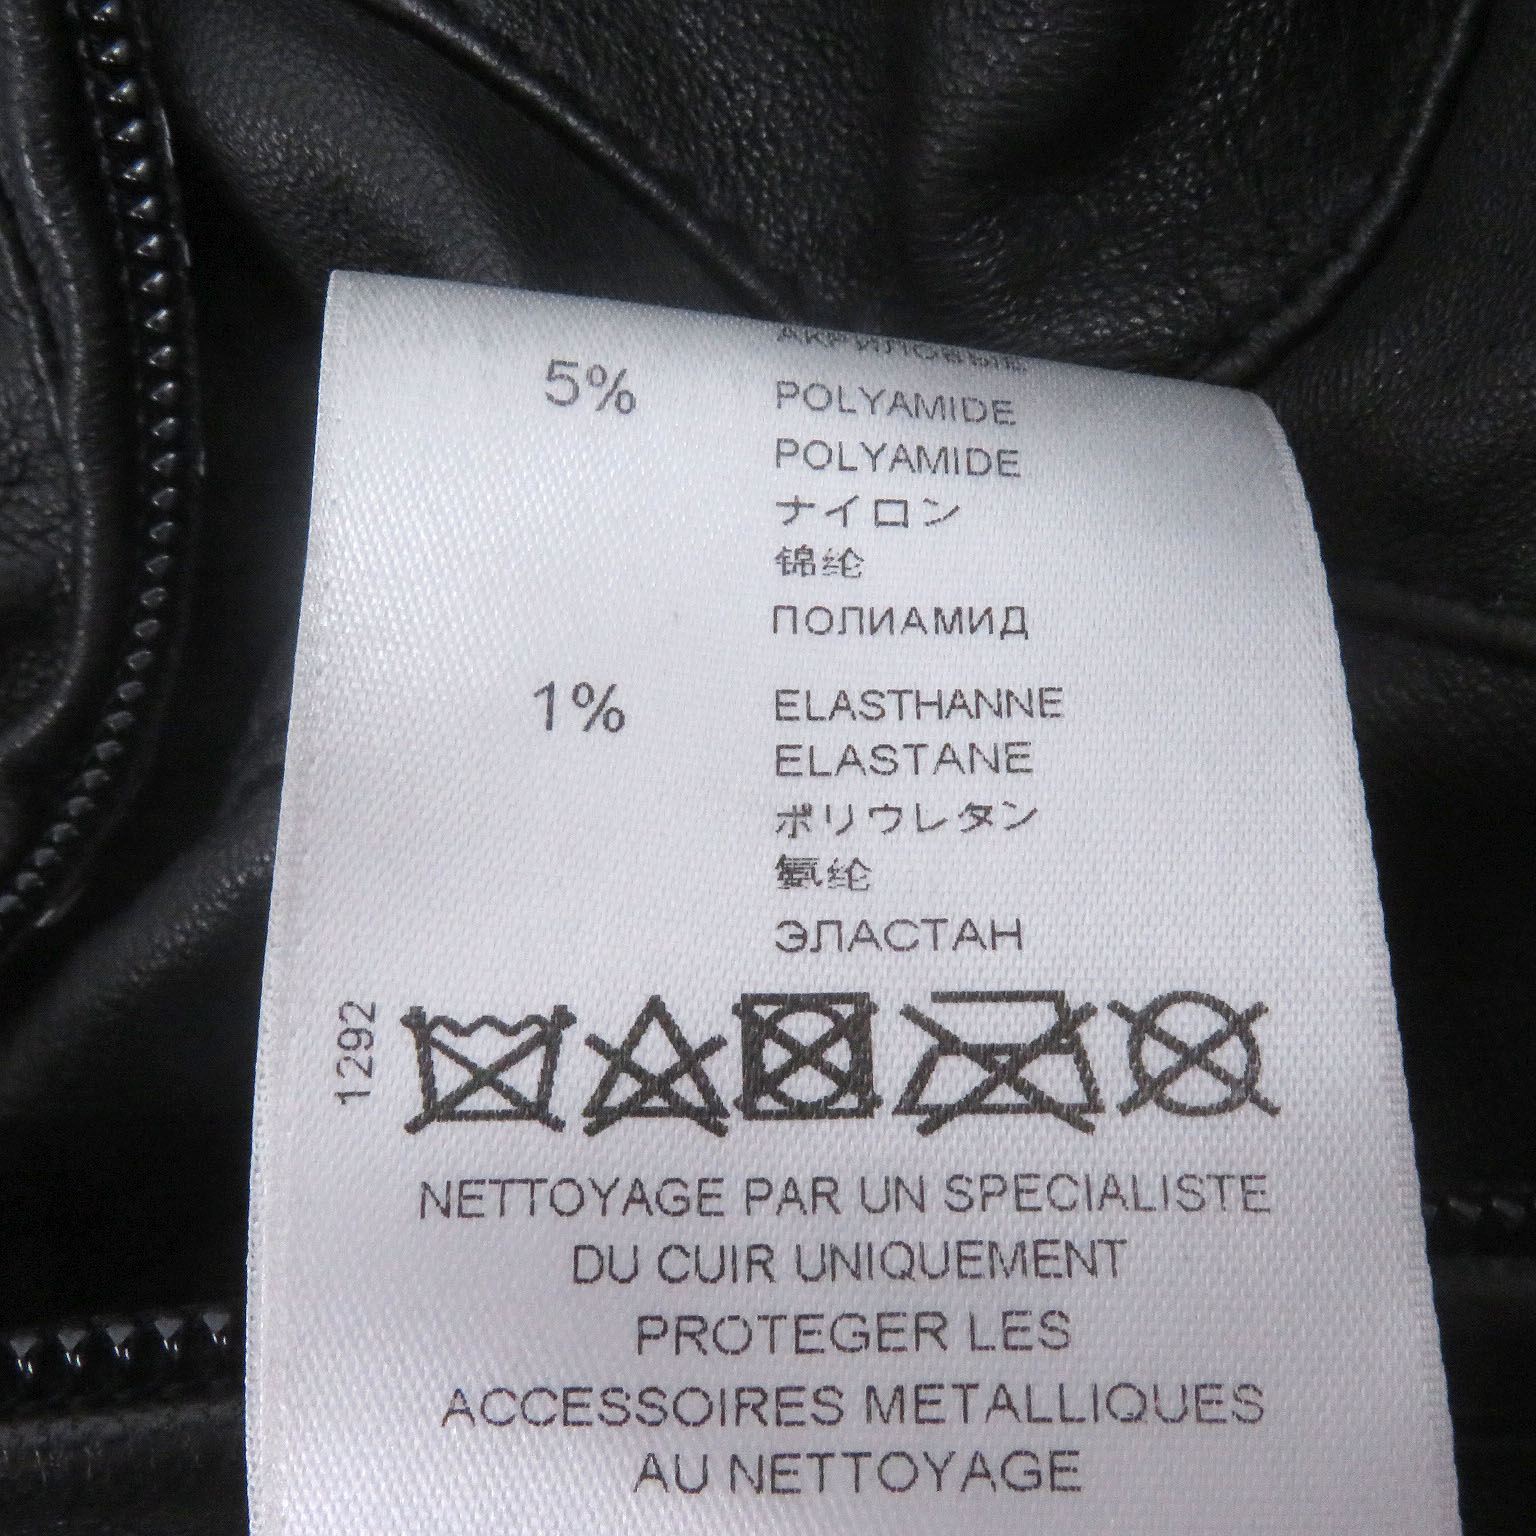 АКРИЛОВЫЕ
5% POLYAMIDE
POLYAMIDE
ナイロン
锦纶
ПОЛИАМИД
1% ELASTHANNE
ELASTANE
ポリウレタン
氨纶
ЭЛАСТАН
1292
NETTOYAGE PAR UN SPECIALISTE
DU CUIR UNIQUEMENT
PROTEGER LES
ACCESSOIRES METALLIQUES
AU NETTOYAGE